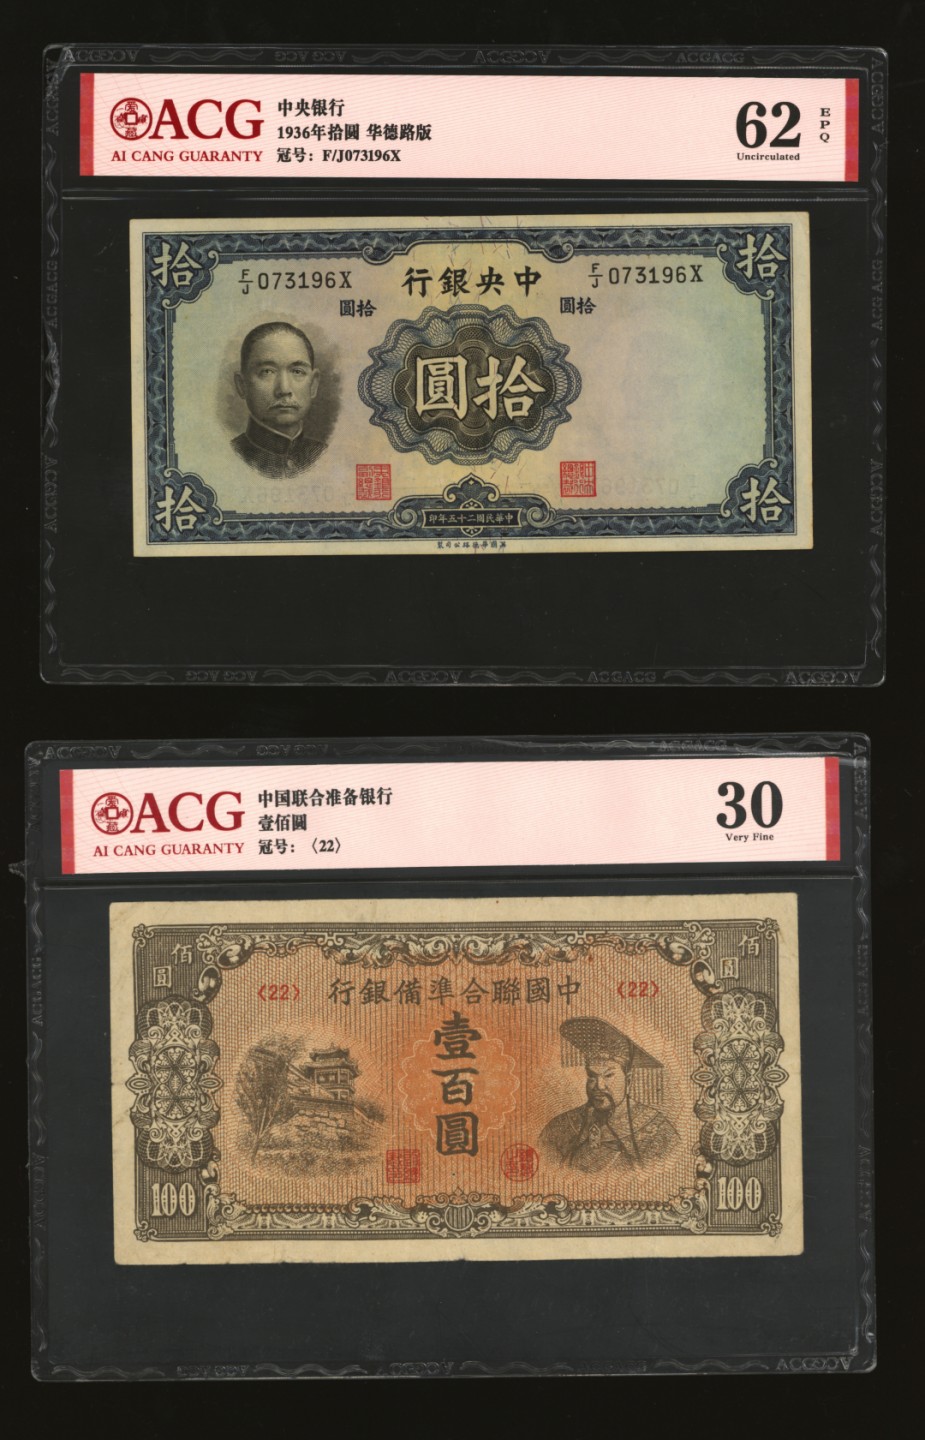 ACG
AI CANG GUARANTY
中央银行
1936年拾圆 华德路版
冠号：F/J073196X
62
Uncirculated
EPQ
拾
拾
F/J 073196X
行銀央中
F/J 073196X
圓拾
圓拾
圓拾
拾
拾
印年五十二國民華中
ACG
AI CANG GUARANTY
中国联合准备银行
壹佰圆
冠号：〈22〉
30
Very Fine
佰圓
佰圓
〈22〉
行銀備準合聯國中
〈22〉
壹百圓
100
100